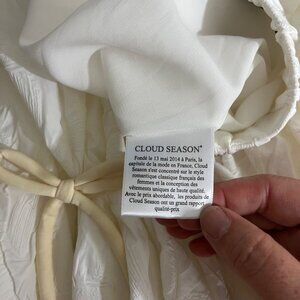 CLOUD SEASON®
Fondé le 13 mai 2014 à Paris, la
capitale de la mode en France, Cloud
Season s'est concentré sur le style
romantique classique français des
femmes et la conception des
vêtements uniques de haute qualité.
Avec le prix abordable, les produits de
Cloud Season ont un grand rapport
qualité-prix